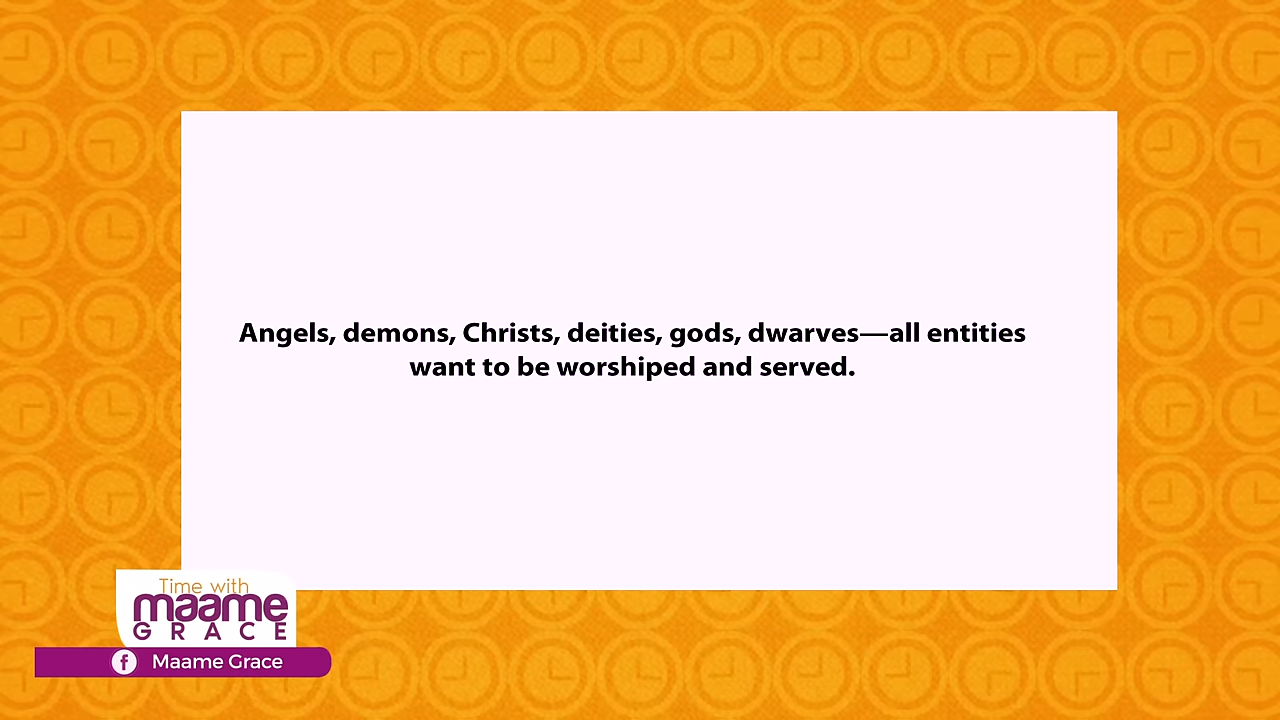 Angels, demons, Christs, deities, gods, dwarves—all entities
want to be worshiped and served.
Time with
maame
GRACE
f Maame Grace